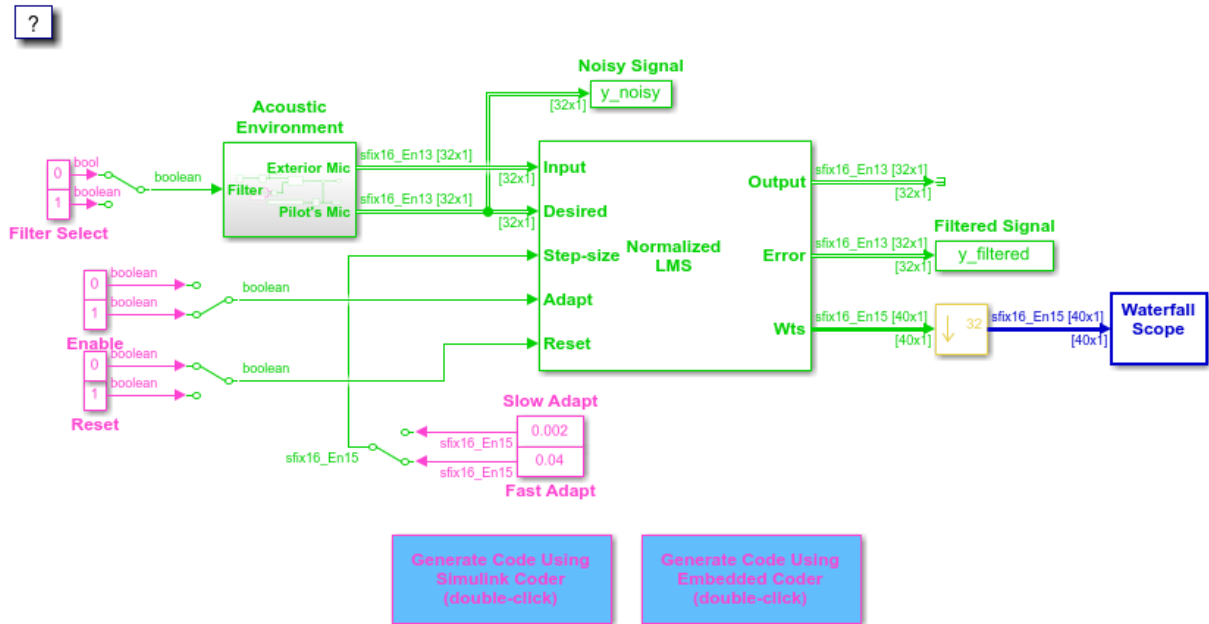 ?
Noisy Signal
y_noisy
[32x1]
Acoustic
Environment
Exterior Mic
Filter
Pilot's Mic
sfix16_En13 [32x1]
[32x1]
sfix16_En13 [32x1]
[32x1]
bool
0
boolean
1
boolean
Filter Select
Input
Desired
Step-size
Adapt
Reset
Normalized
LMS
Output
Error
Wts
sfix16_En13 [32x1]
[32x1]
Filtered Signal
sfix16_En13 [32x1]
y_filtered
[32x1]
sfix16_En15 [40x1]
[40x1]
32
sfix16_En15 [40x1]
[40x1]
Waterfall
Scope
boolean
0
boolean
1
boolean
Enable
boolean
0
boolean
1
boolean
Reset
Slow Adapt
0.002
sfix16_En15
0.04
sfix16_En15
sfix16_En15
Fast Adapt
Generate Code Using
Simulink Coder
(double-click)
Generate Code Using
Embedded Coder
(double-click)